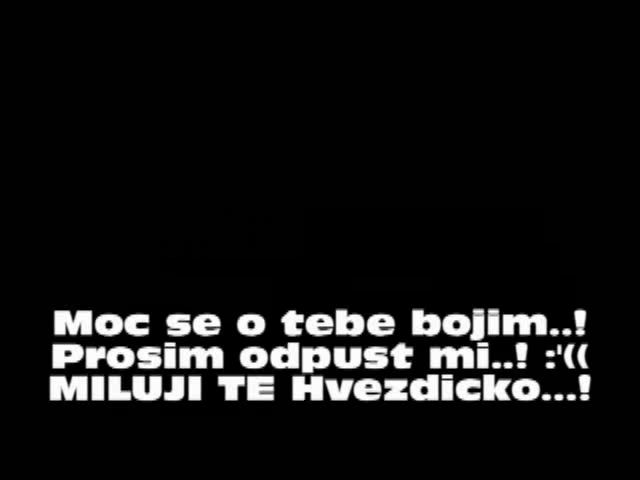 Moc se o tebe bojim..!
Prosim odpust mi..! :'((
MILUJI TE Hvezdicko...!